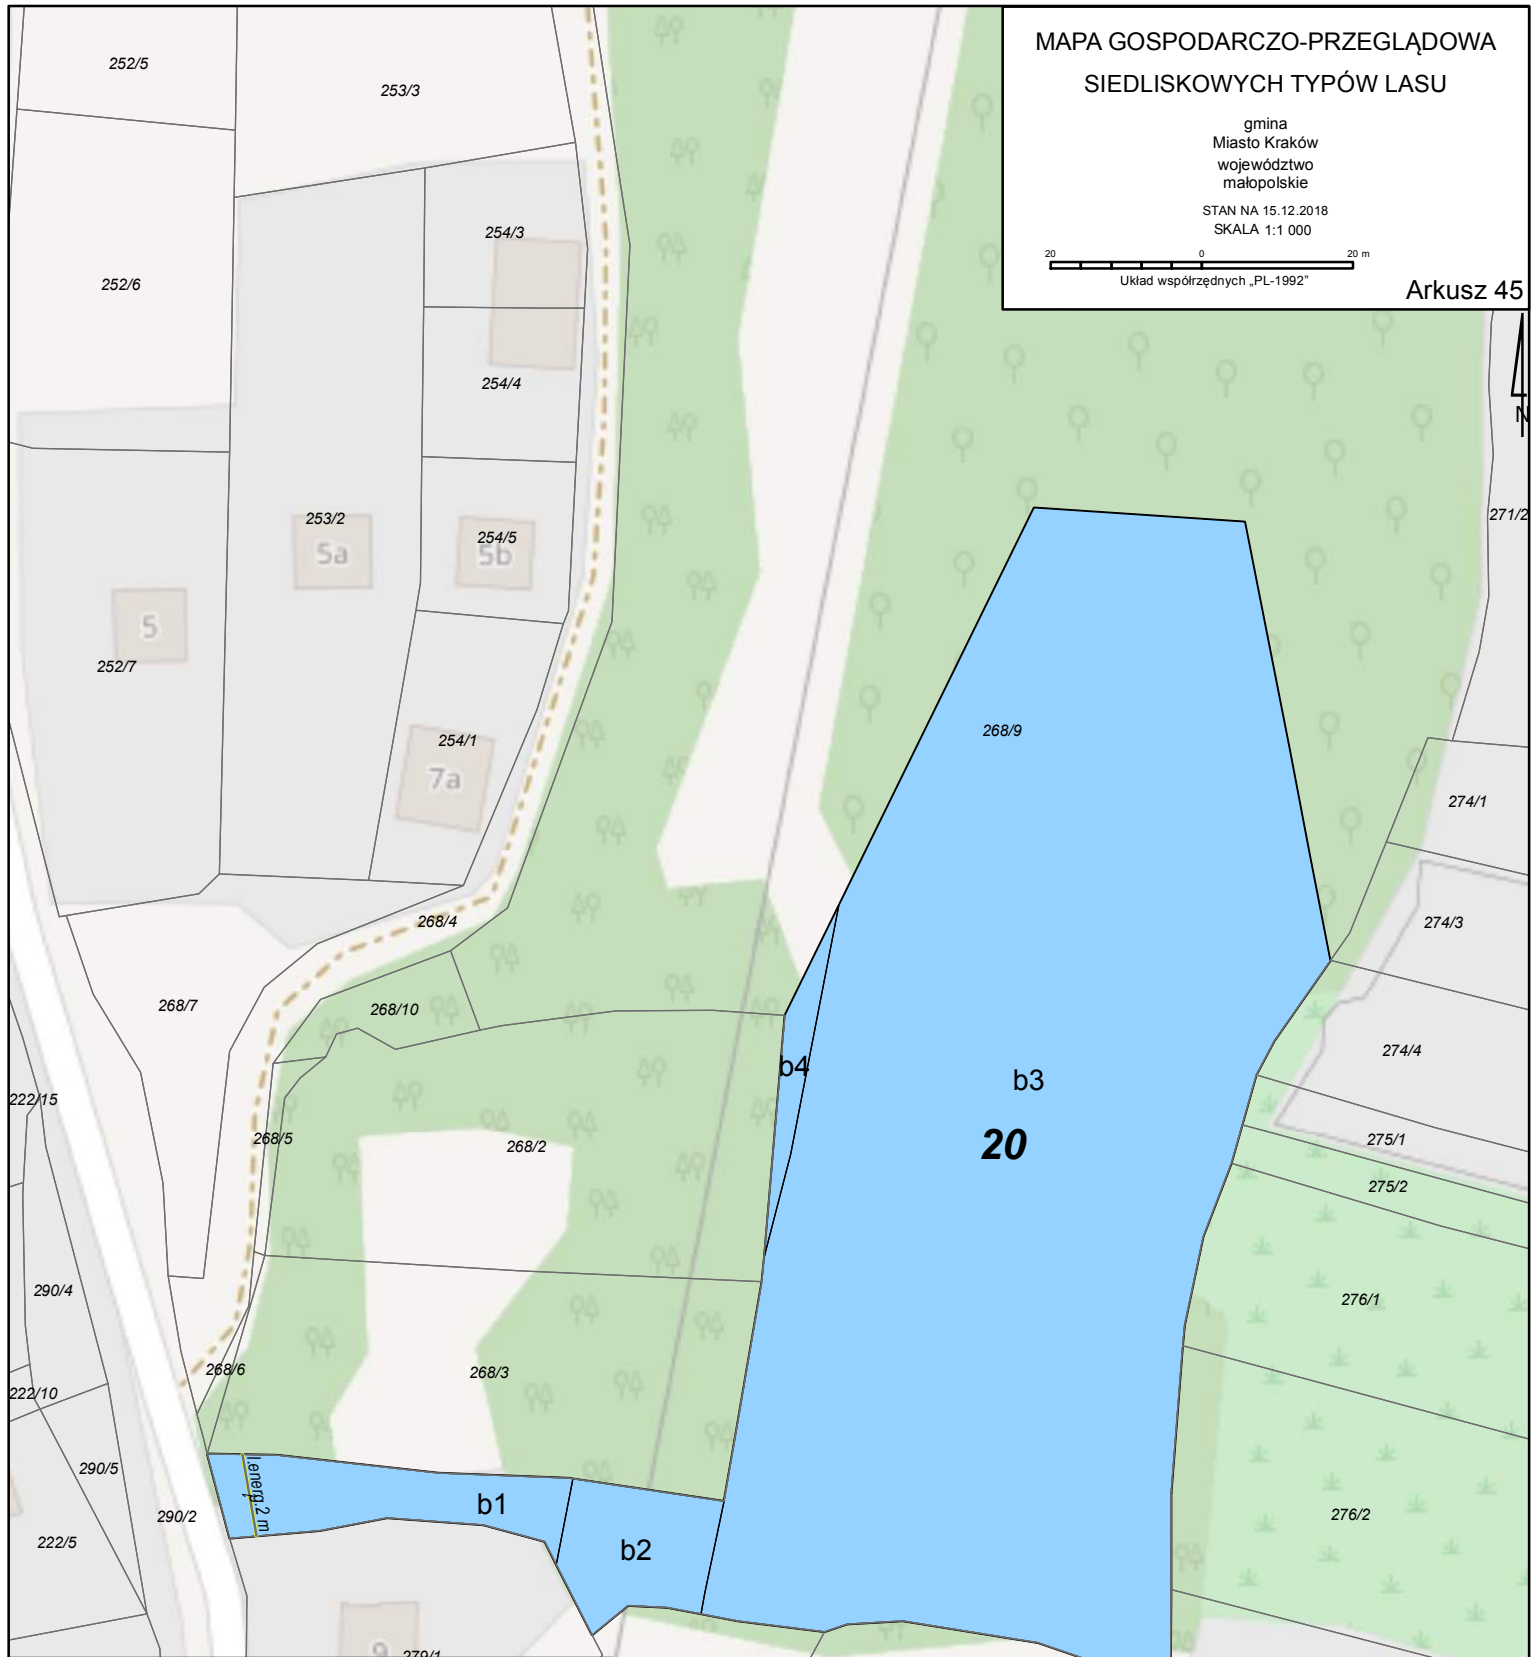 MAPA GOSPODARCZO-PRZEGLĄDOWA
SIEDLISKOWYCH TYPÓW LASU
gmina
Miasto Kraków
województwo
małopolskie
STAN NA 15.12.2018
SKALA 1:1 000
20 0 20 m
Układ współrzędnych „PL-1992”
Arkusz 45
N
252/5
253/3
254/3
252/6
254/4
253/2
254/5
271/2
5a
5b
5
252/7
268/9
254/1
7a
274/1
268/4
274/3
268/7
268/10
274/4
b4
b3
222/15
268/5
268/2
20
275/1
275/2
290/4
276/1
268/6
268/3
222/10
290/5
l.energ.2 m
b1
290/2
276/2
222/5
b2
9
279/1